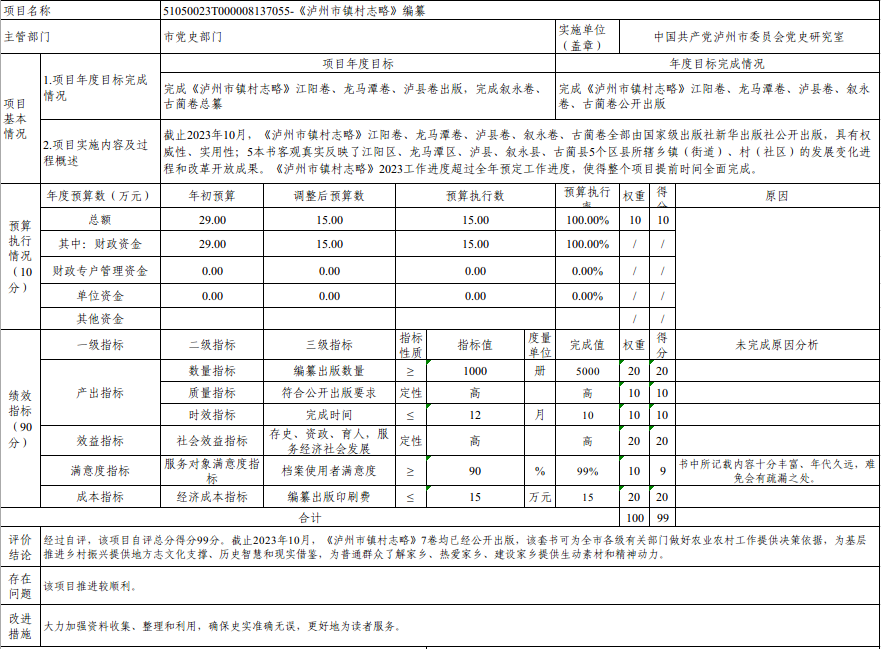 项目名称 51050023T000008137055-《泸州市镇村志略》编纂
主管部门 市党史部门 实施单位（盖章） 中国共产党泸州市委员会党史研究室
项目基本情况 1.项目年度目标完成情况 项目年度目标 年度目标完成情况
完成《泸州市镇村志略》江阳卷、龙马潭卷、泸县卷出版，完成叙永卷、古蔺卷总纂 完成《泸州市镇村志略》江阳卷、龙马潭卷、泸县卷、叙永卷、古蔺卷公开出版
2.项目实施内容及过程概述
截止2023年10月，《泸州市镇村志略》江阳卷、龙马潭卷、泸县卷、叙永卷、古蔺卷全部由国家级出版社新华出版社公开出版，具有
权威性、实用性；5本书客观真实反映了江阳区、龙马潭区、泸县、叙永县、古蔺县5个区县所辖乡镇（街道）、村（社区）的发展变化进
程和改革开放成果。《泸州市镇村志略》2023工作进度超过全年预定工作进度，使得整个项目提前时间全面完成。
预算执行情况（10分） 年度预算数（万元） 年初预算 调整后预算数 预算执行数 预算执行率 权重 得分 原因
总额 29.00 15.00 15.00 100.00% 10 10
其中：财政资金 29.00 15.00 15.00 100.00% / /
财政专户管理资金 0.00 0.00 0.00 0.00% / /
单位资金 0.00 0.00 0.00 0.00% / /
其他资金 / /
绩效指标（90分） 一级指标 二级指标 三级指标 指标性质 指标值 度量单位 完成值 权重 得分 未完成原因分析
产出指标 数量指标 编纂出版数量 ≥ 1000 册 5000 20 20
质量指标 符合公开出版要求 定性 高 高 10 10
时效指标 完成时间 ≤ 12 月 10 10 10
效益指标 社会效益指标 存史、资政、育人，服务经济社会发展 定性 高 高 20 20
满意度指标 服务对象满意度指标 档案使用者满意度 ≥ 90 % 99% 10 9 书中所记载内容十分丰富、年代久远，难免会有疏漏之处。
成本指标 经济成本指标 编纂出版印刷费 ≤ 15 万元 15 20 20
合计 100 99
评价结论 经过自评，该项目自评总分得分99分。截止2023年10月，《泸州市镇村志略》7卷均已经公开出版，该套书可为全市各级有关部门做好农业农村工作提供决策依据，为基层
推进乡村振兴提供地方志文化支撑、历史智慧和现实借鉴，为普通群众了解家乡、热爱家乡、建设家乡提供生动素材和精神动力。
存在问题 该项目推进较顺利。
改进措施 大力加强资料收集、整理和利用，确保史实准确无误，更好地为读者服务。